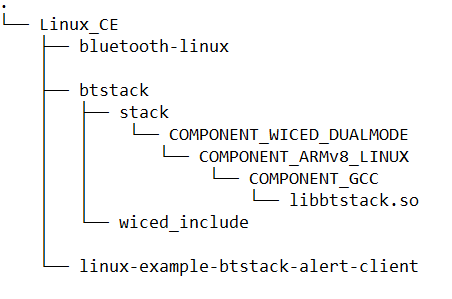 .
Linux_CE
bluetooth-linux
btstack
stack
COMPONENT_WICED_DUALMODE
COMPONENT_ARMv8_LINUX
COMPONENT_GCC
libbtstack.so
wiced_include
linux-example-btstack-alert-client